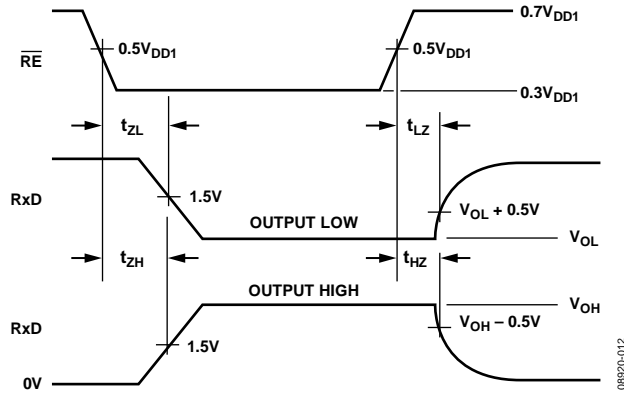 0.7VDD1
RE
0.5VDD1
0.5VDD1
0.3VDD1
tZL
tLZ
RxD
1.5V
VOL + 0.5V
OUTPUT LOW
VOL
tZH
tHZ
OUTPUT HIGH
VOH
RxD
1.5V
VOH – 0.5V
0V
08920-012